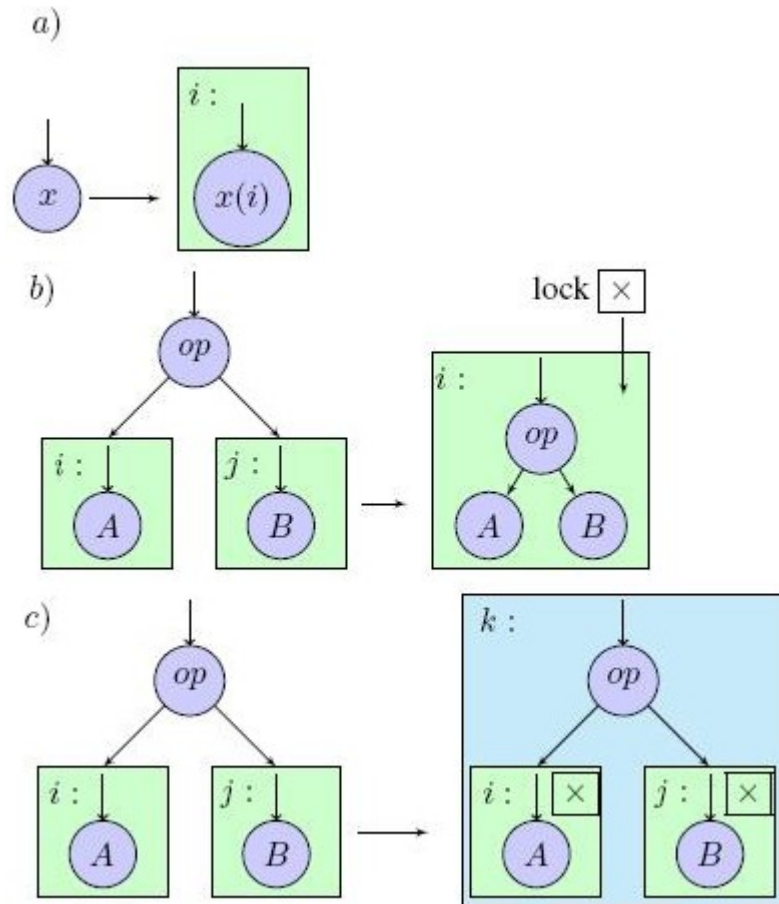 a)
i :
x
x(i)
b)
lock ×
op
i :
op
i :
j :
A
B
A
B
c)
k :
op
op
i :
j :
i : ×
j : ×
A
B
A
B